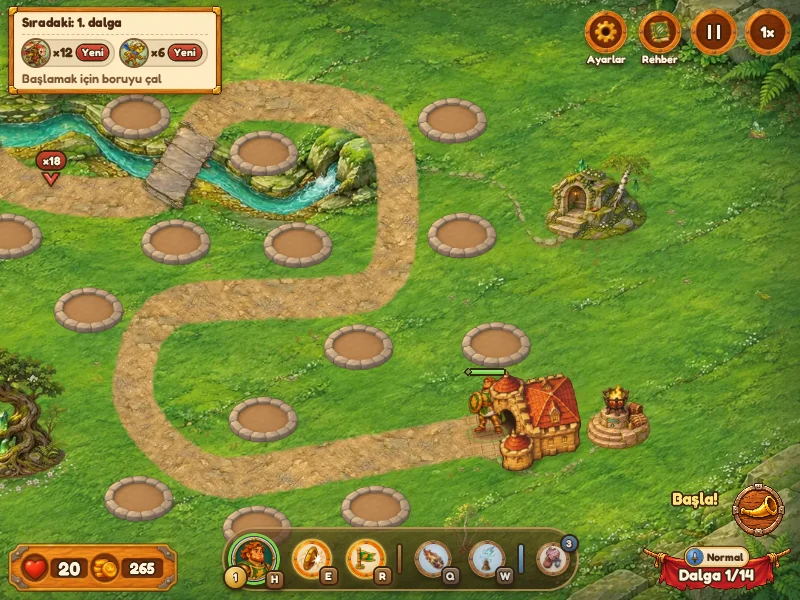 Sıradaki: 1. dalga
x12 Yeni x6 Yeni
Başlamak için boruyu çal
Ayarlar Rehber
1x
x18
Başla!
3
1 H E R Q W
20 265
Normal
Dalga 1/14